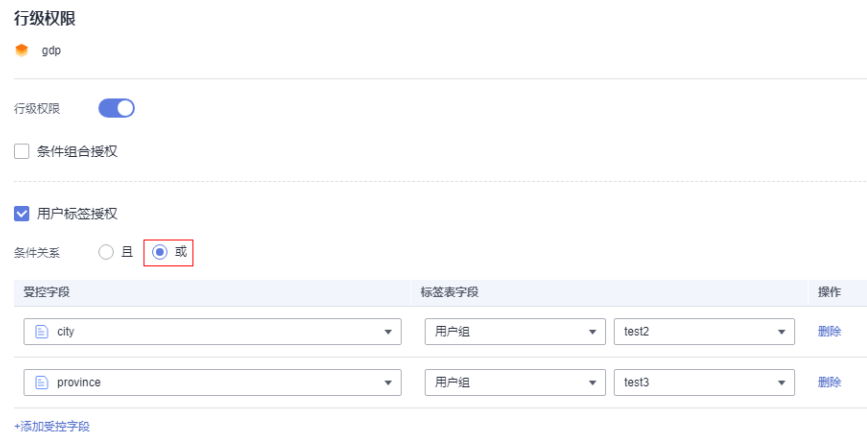 行级权限
gdp
行级权限
条件组合授权
用户标签授权
条件关系 且 或
受控字段 标签表字段 操作
city 用户组 test2 删除
province 用户组 test3 删除
+添加受控字段